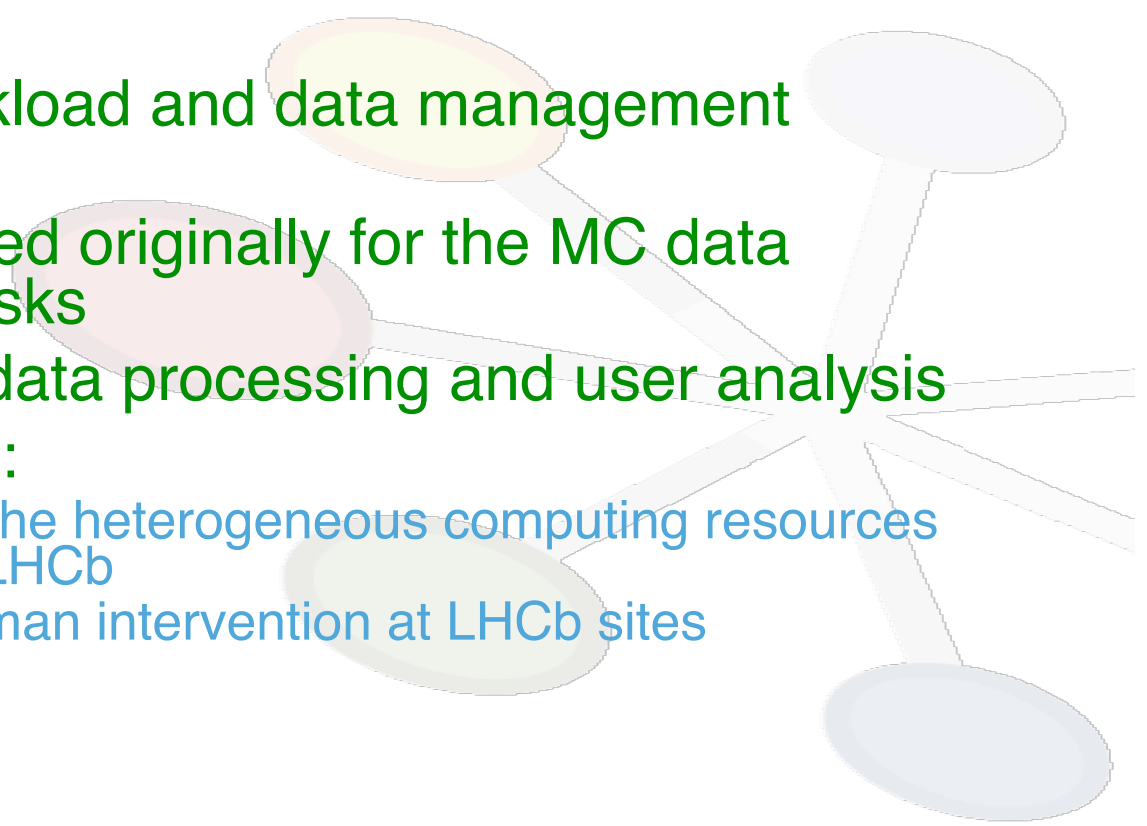 kload and data management
ed originally for the MC data
sks
data processing and user analysis
:
he heterogeneous computing resources
LHCb
man intervention at LHCb sites